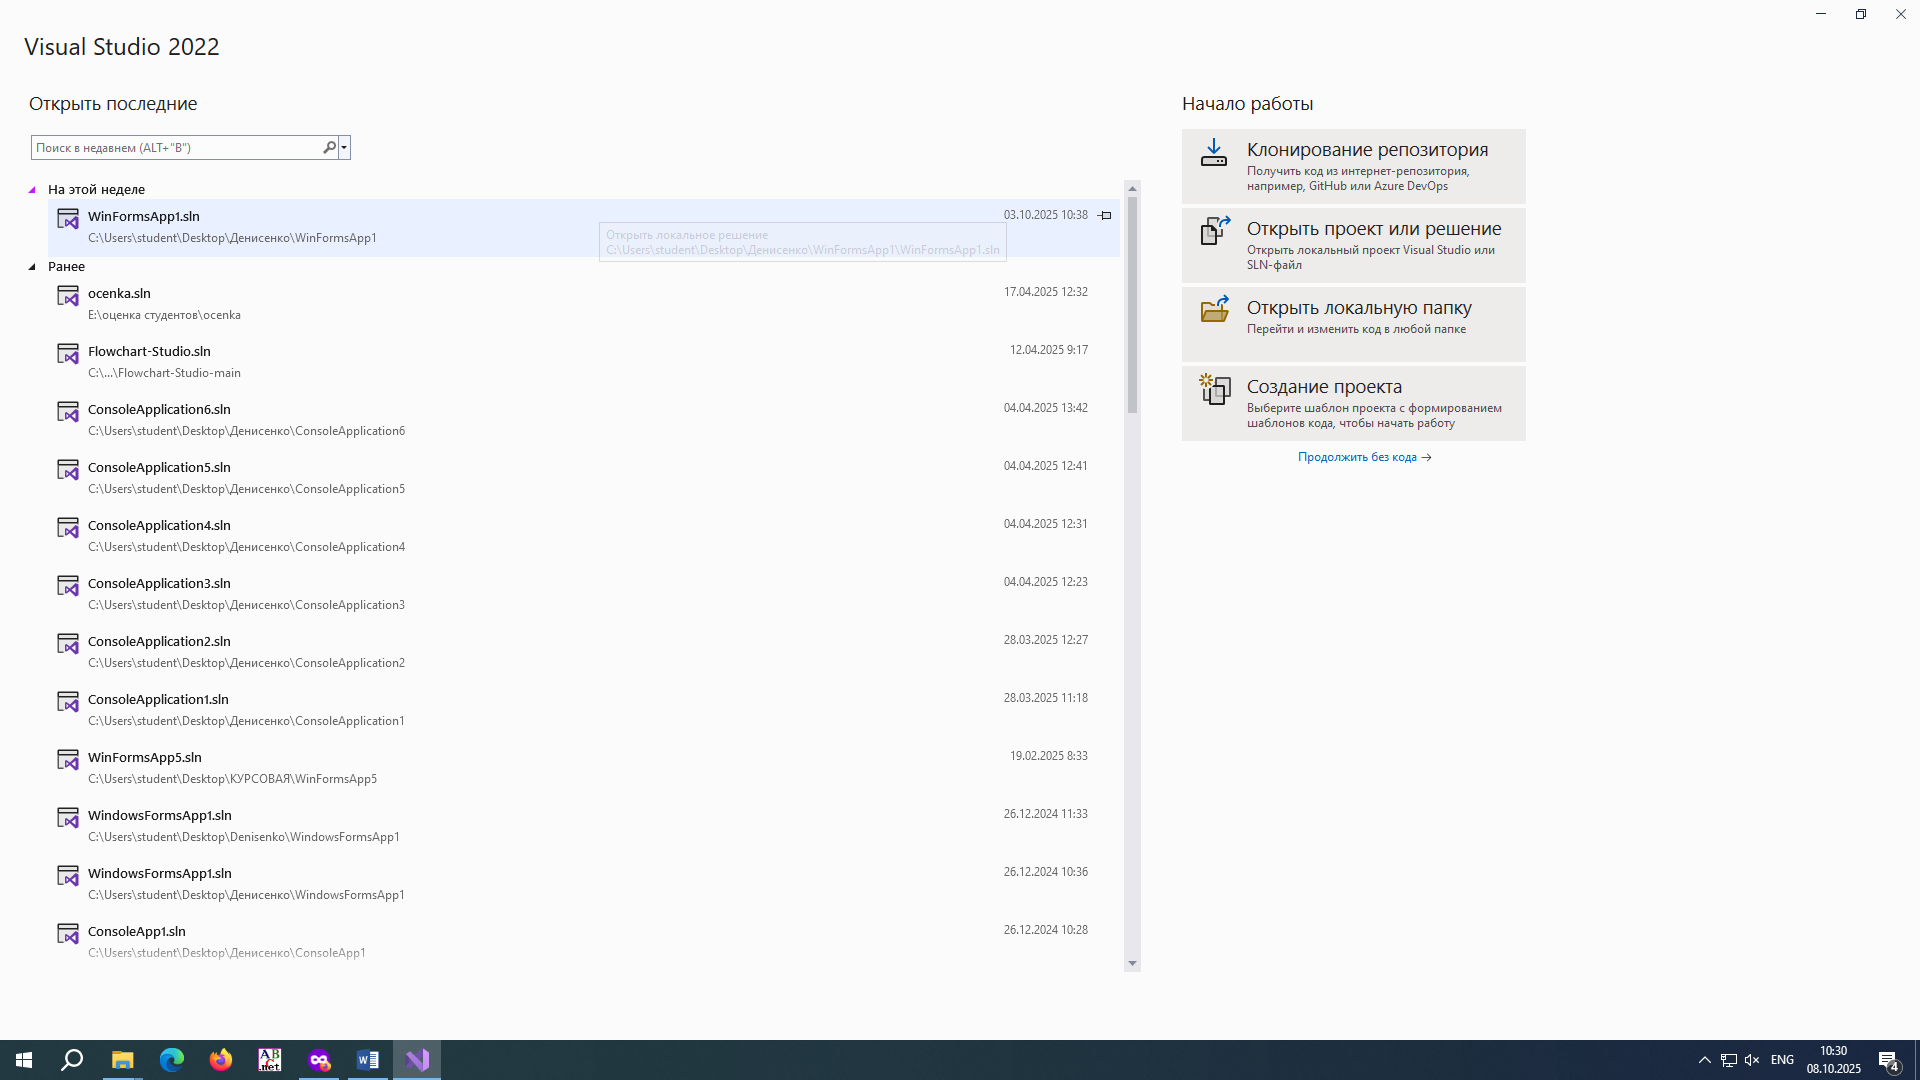 Visual Studio 2022
Открыть последние
Поиск в недавнем (ALT+"В")
На этой неделе
WinFormsApp1.sln
03.10.2025 10:38
C:\Users\student\Desktop\Денисенко\WinFormsApp1
Открыть локальное решение
C:\Users\student\Desktop\Денисенко\WinFormsApp1\WinFormsApp1.sln
Ранее
ocenka.sln
17.04.2025 12:32
E:\оценка студентов\ocenka
Flowchart-Studio.sln
12.04.2025 9:17
C:\...\Flowchart-Studio-main
ConsoleApplication6.sln
04.04.2025 13:42
C:\Users\student\Desktop\Денисенко\ConsoleApplication6
ConsoleApplication5.sln
04.04.2025 12:41
C:\Users\student\Desktop\Денисенко\ConsoleApplication5
ConsoleApplication4.sln
04.04.2025 12:31
C:\Users\student\Desktop\Денисенко\ConsoleApplication4
ConsoleApplication3.sln
04.04.2025 12:23
C:\Users\student\Desktop\Денисенко\ConsoleApplication3
ConsoleApplication2.sln
28.03.2025 12:27
C:\Users\student\Desktop\Денисенко\ConsoleApplication2
ConsoleApplication1.sln
28.03.2025 11:18
C:\Users\student\Desktop\Денисенко\ConsoleApplication1
WinFormsApp5.sln
19.02.2025 8:33
C:\Users\student\Desktop\КУРСОВАЯ\WinFormsApp5
WindowsFormsApp1.sln
26.12.2024 11:33
C:\Users\student\Desktop\Denisenko\WindowsFormsApp1
WindowsFormsApp1.sln
26.12.2024 10:36
C:\Users\student\Desktop\Денисенко\WindowsFormsApp1
ConsoleApp1.sln
26.12.2024 10:28
C:\Users\student\Desktop\Денисенко\ConsoleApp1
Начало работы
Клонирование репозитория
Получить код из интернет-репозитория,
например, GitHub или Azure DevOps
Открыть проект или решение
Открыть локальный проект Visual Studio или
SLN-файл
Открыть локальную папку
Перейти и изменить код в любой папке
Создание проекта
Выберите шаблон проекта с формированием
шаблонов кода, чтобы начать работу
Продолжить без кода →
ENG
10:30
08.10.2025
4